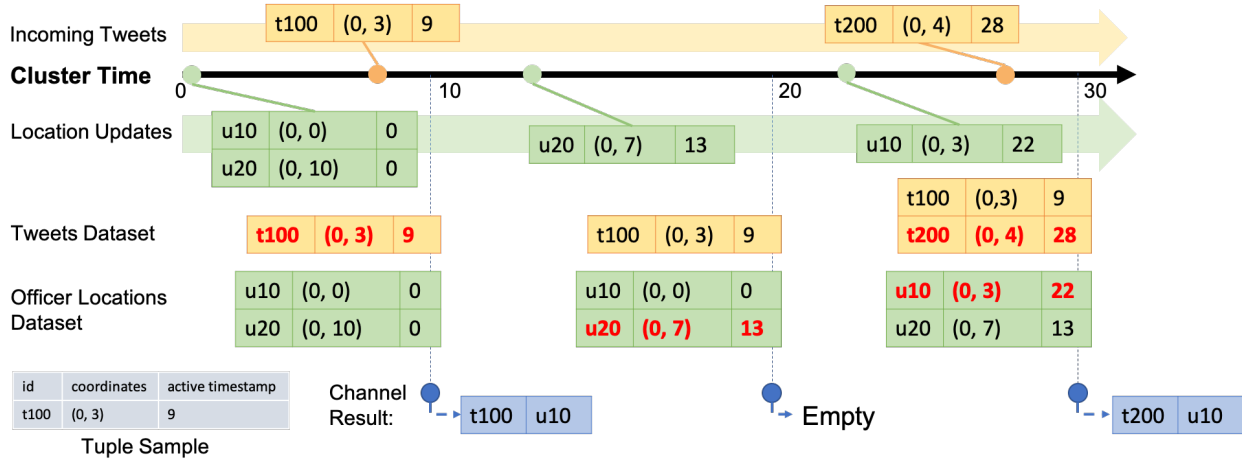 t100 (0, 3) 9
t200 (0, 4) 28
Incoming Tweets
Cluster Time
0 10 20 30
Location Updates
u10 (0, 0) 0
u20 (0, 10) 0
u20 (0, 7) 13
u10 (0, 3) 22
Tweets Dataset
t100 (0, 3) 9
t100 (0, 3) 9
t100 (0,3) 9
t200 (0, 4) 28
Officer Locations
Dataset
u10 (0, 0) 0
u20 (0, 10) 0
u10 (0, 0) 0
u20 (0, 7) 13
u10 (0, 3) 22
u20 (0, 7) 13
id coordinates active timestamp
t100 (0, 3) 9
Tuple Sample
Channel
Result:
t100 u10
Empty
t200 u10